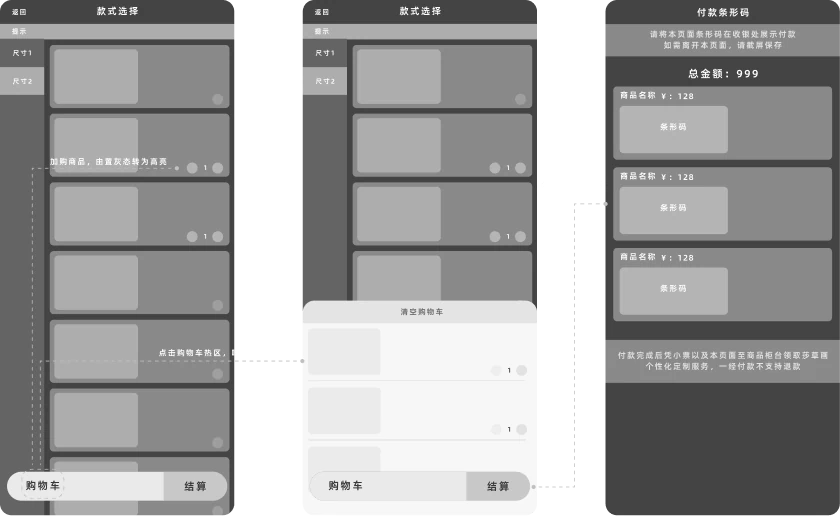 返回
款式选择
提示
尺寸1
尺寸2
加购商品，由置灰态转为高亮
1
1
点击购物车热区，
购物车
结算
返回
款式选择
提示
尺寸1
尺寸2
1
1
清空购物车
1
1
购物车
结算
付款条形码
请将本页面条形码在收银处展示付款
如需离开本页面，请截屏保存
总金额：999
商品名称 ¥：128
条形码
商品名称 ¥：128
条形码
商品名称 ¥：128
条形码
付款完成后凭小票以及本页面至商品柜台领取莎草画
个性化定制服务，一经付款不支持退款